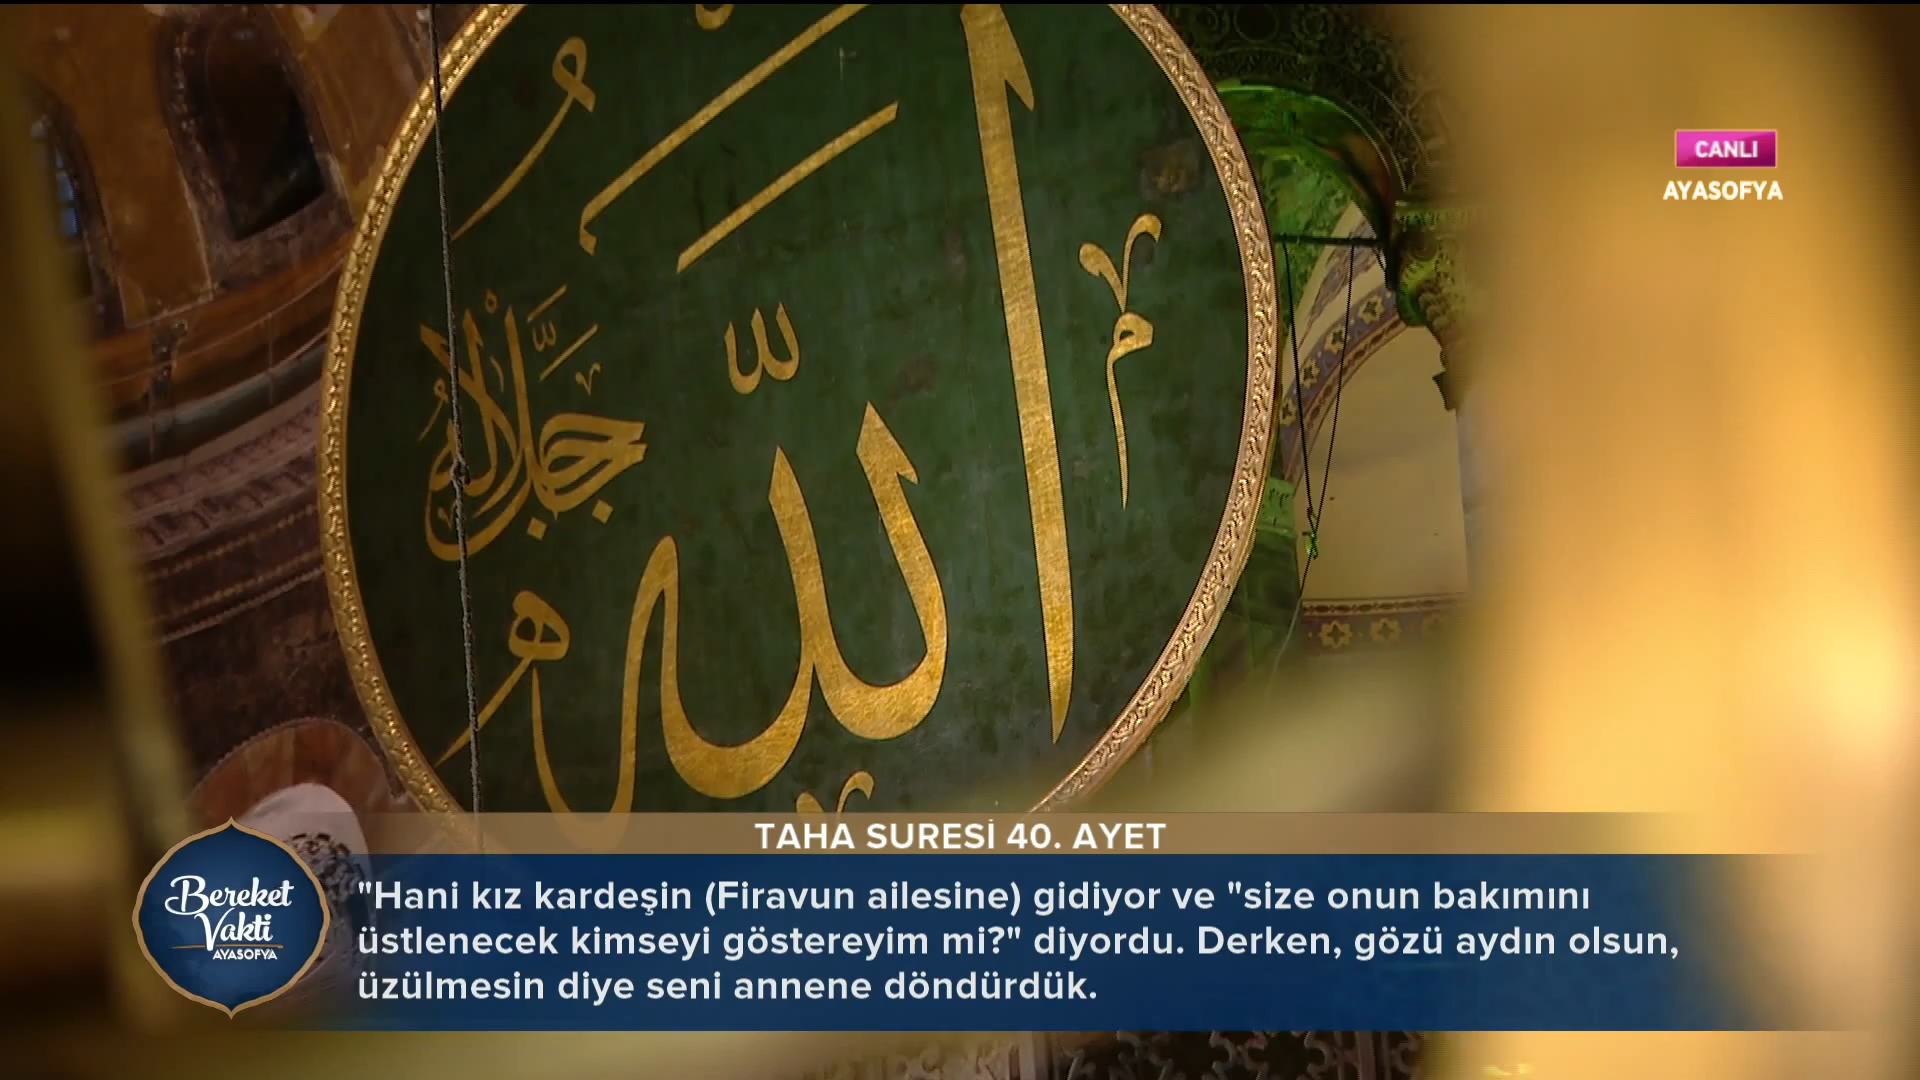 CANLI
AYASOFYA
الله
جل جلاله
TAHA SURESİ 40. AYET
"Hani kız kardeşin (Firavun ailesine) gidiyor ve "size onun bakımını
üstlenecek kimseyi göstereyim mi?" diyordu. Derken, gözü aydın olsun,
üzülmesin diye seni annene döndürdük.
Bereket
Vakti
AYASOFYA